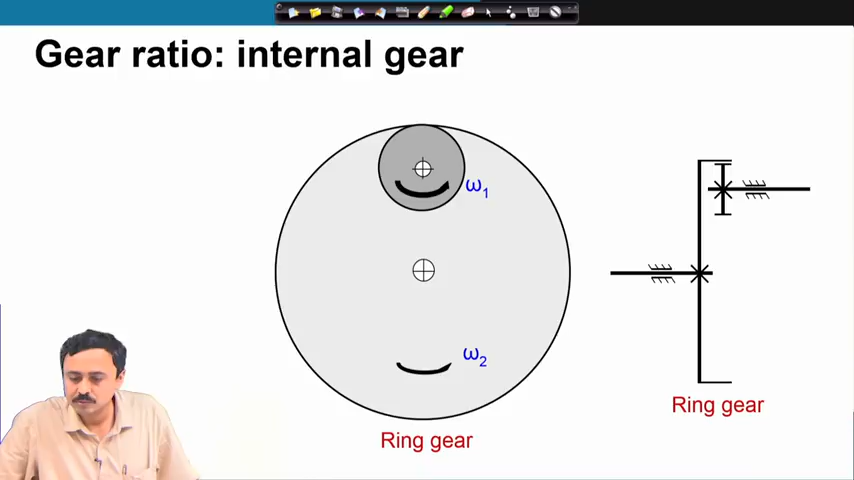 Gear ratio: internal gear
ω1
ω2
Ring gear
Ring gear